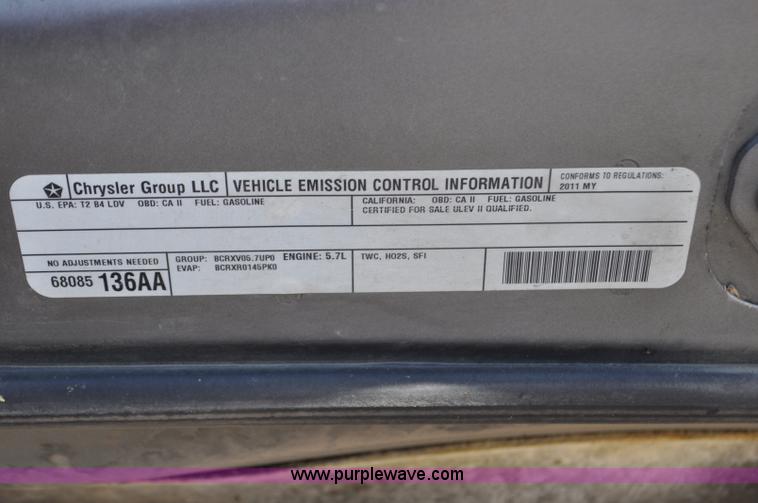 Chrysler Group LLC VEHICLE EMISSION CONTROL INFORMATION CONFORMS TO REGULATIONS:
2011 MY
U.S. EPA: T2 B4 LDV OBD: CA II FUEL: GASOLINE
CALIFORNIA: OBD: CA II FUEL: GASOLINE
CERTIFIED FOR SALE ULEV II QUALIFIED.
NO ADJUSTMENTS NEEDED
68085 136AA
GROUP: BCRXV05.7UP0 ENGINE: 5.7L
EVAP: BCRXR0145PK0
TWC, HO2S, SFI
www.purplewave.com